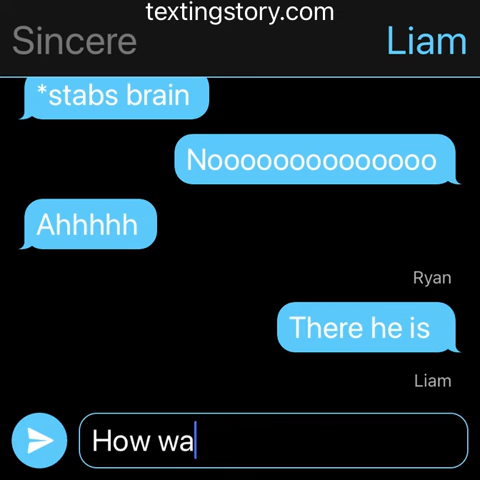 textingstory.com
Sincere
Liam
*stabs brain
Noooooooooooooo
Ahhhhh
Ryan
There he is
Liam
How wa